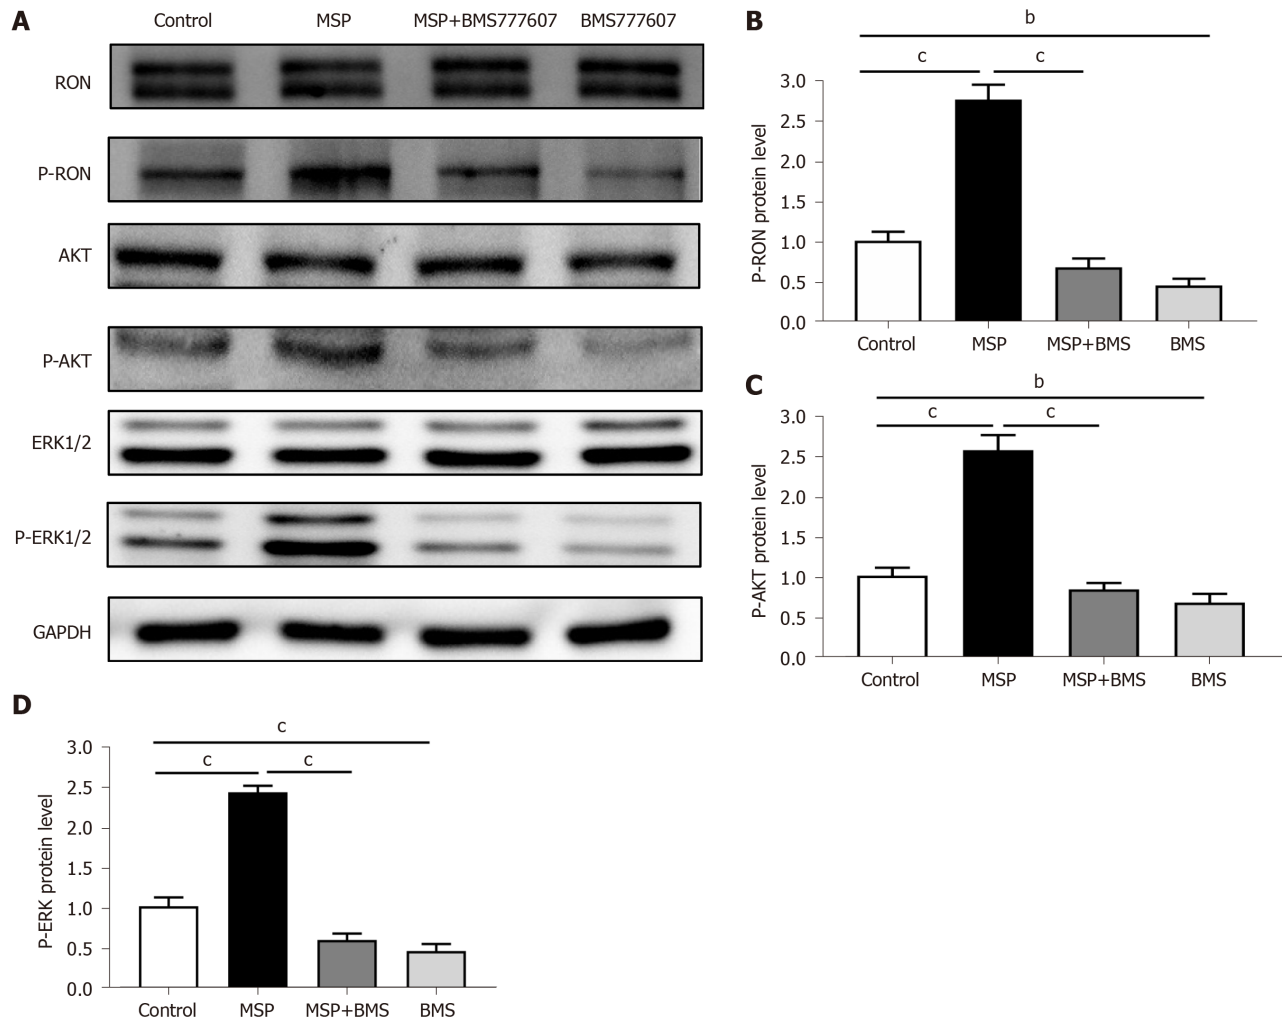 A
Control MSP MSP+BMS777607 BMS777607
RON
P-RON
AKT
P-AKT
ERK1/2
P-ERK1/2
GAPDH
B
b
c c
P-RON protein level
3.0
2.5
2.0
1.5
1.0
0.5
0.0
Control MSP MSP+BMS BMS
C
b
c c
P-AKT protein level
3.0
2.5
2.0
1.5
1.0
0.5
0.0
Control MSP MSP+BMS BMS
D
c
c c
P-ERK protein level
3.0
2.5
2.0
1.5
1.0
0.5
0.0
Control MSP MSP+BMS BMS